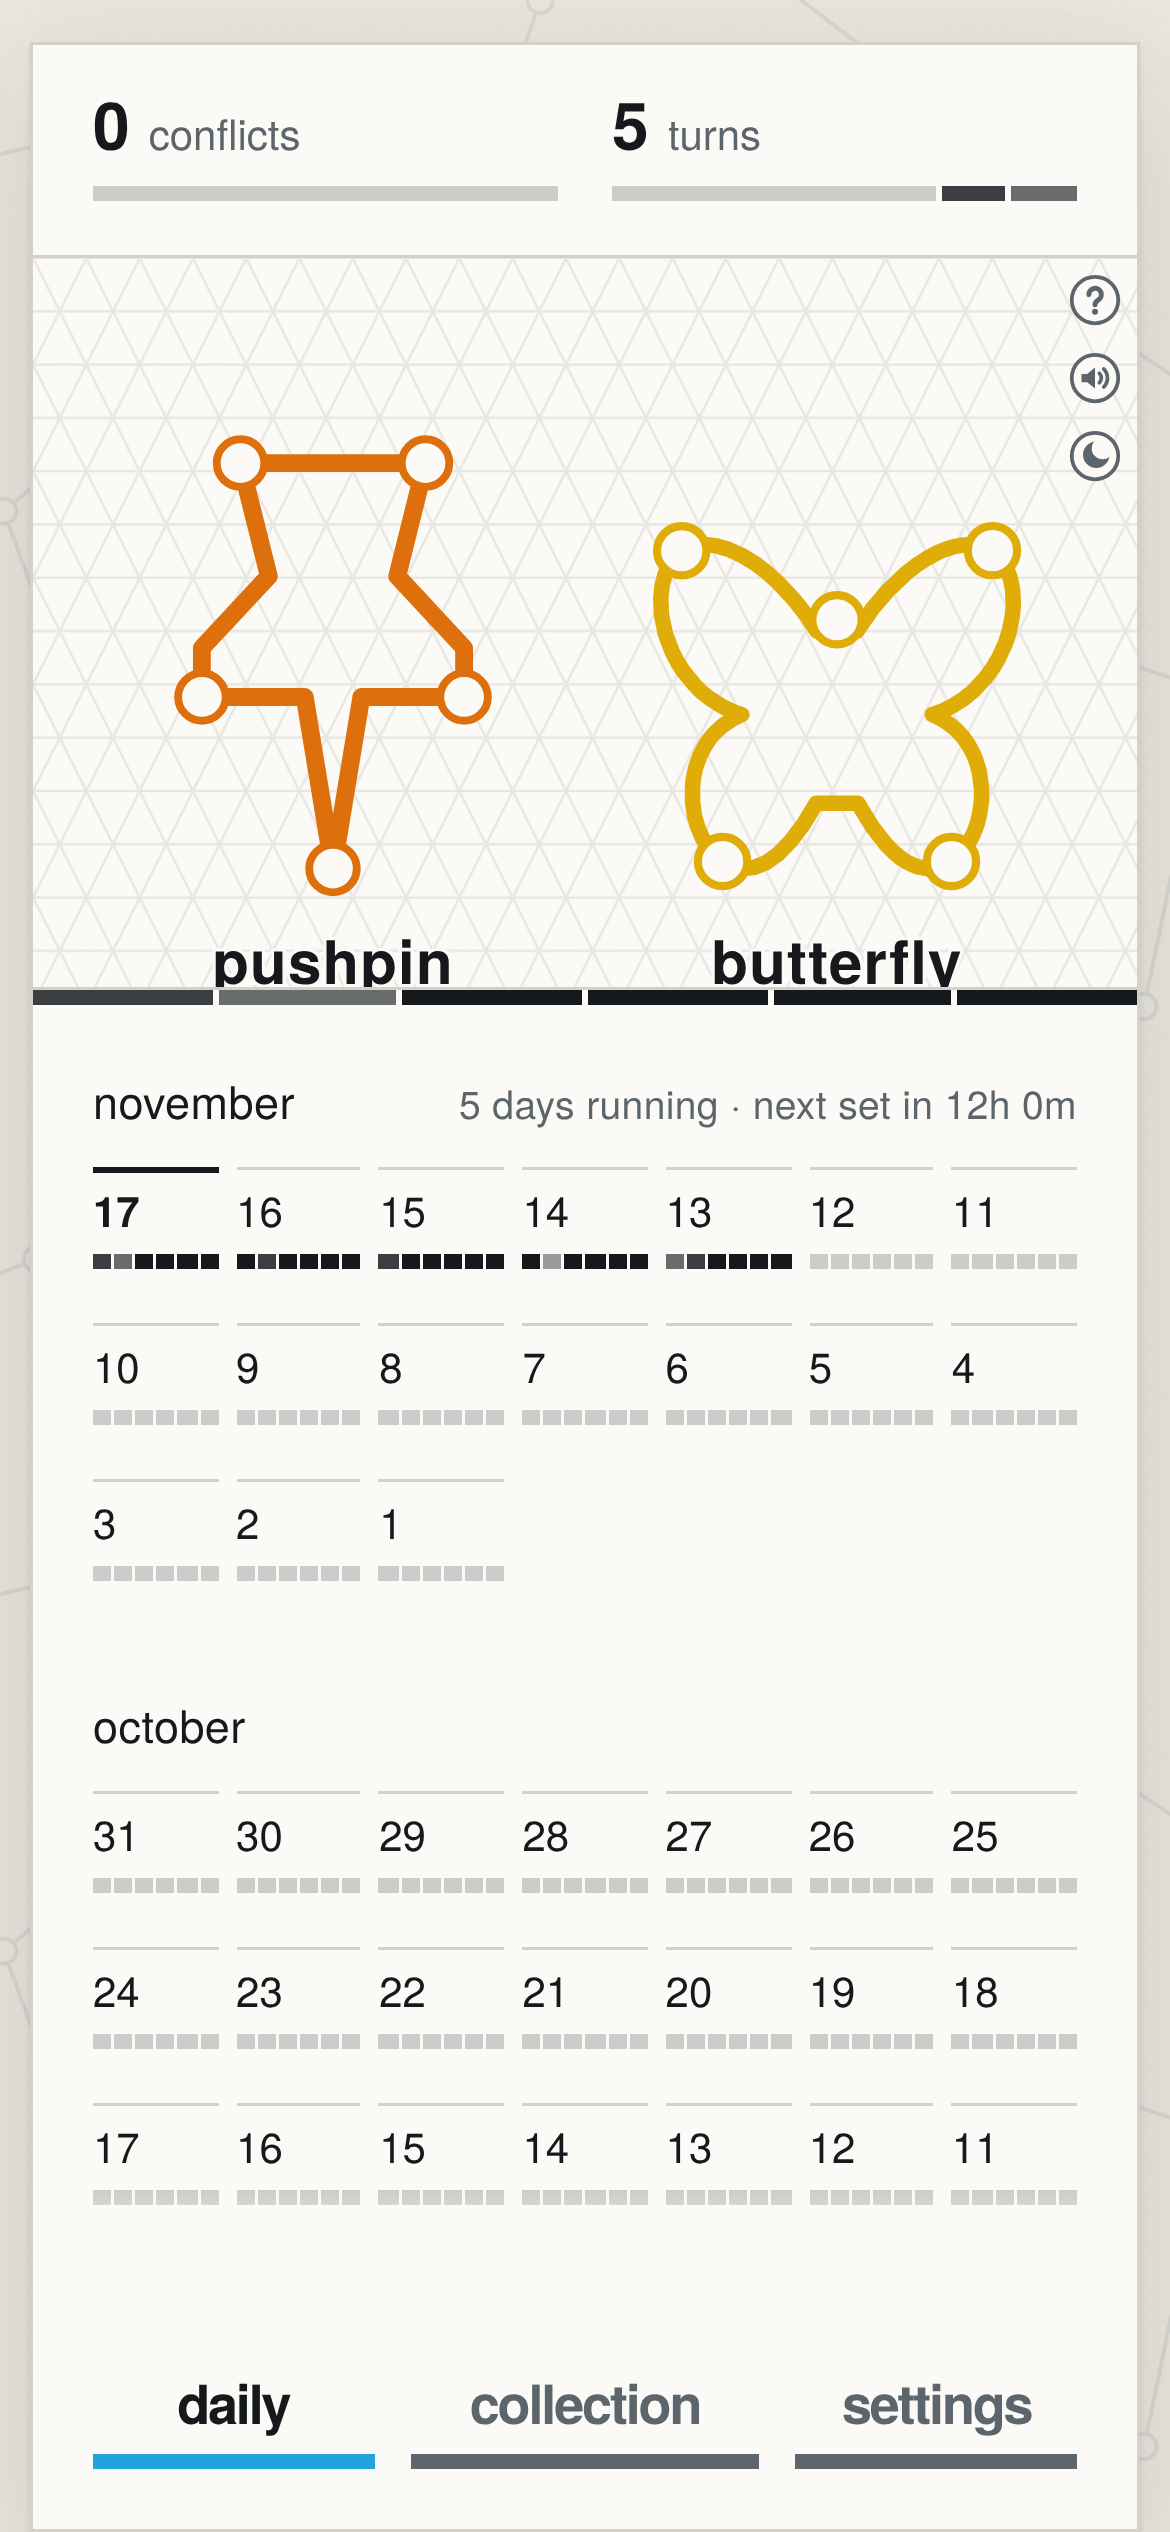 0 conflicts
5 turns
?
pushpin
butterfly
november
5 days running · next set in 12h 0m
17 16 15 14 13 12 11
10 9 8 7 6 5 4
3 2 1
october
31 30 29 28 27 26 25
24 23 22 21 20 19 18
17 16 15 14 13 12 11
daily
collection
settings